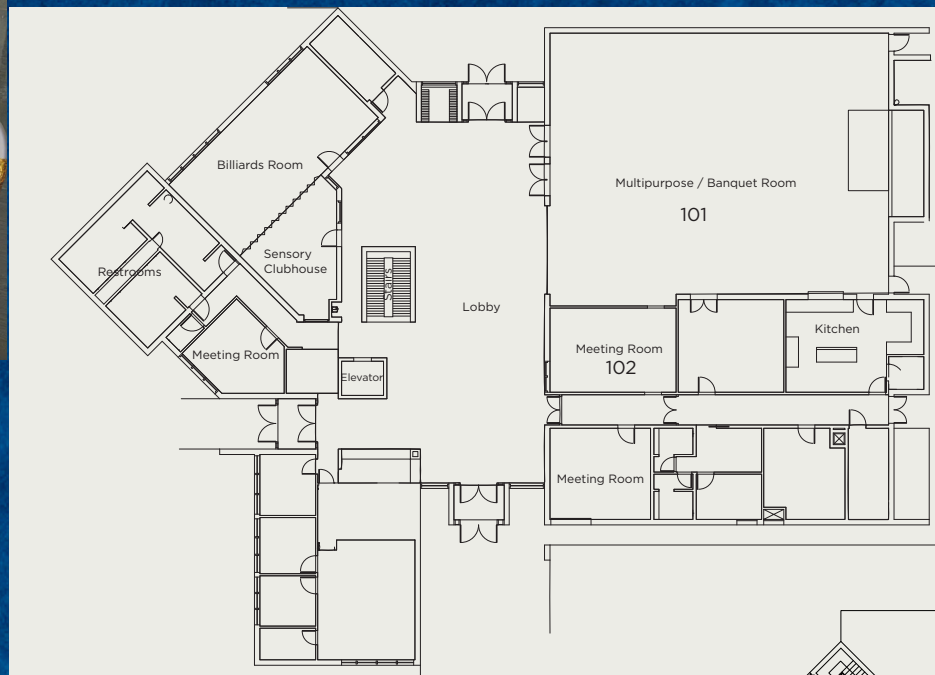 Billiards Room
Multipurpose / Banquet Room
101
Sensory
Clubhouse
Restrooms
Stairs
Lobby
Kitchen
Meeting Room
102
Meeting Room
Elevator
Meeting Room